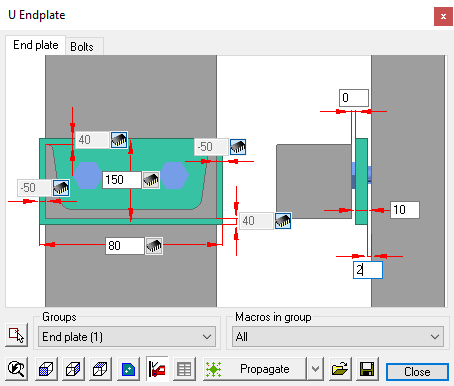 U Endplate
x
End plate
Bolts
0
40
-50
150
-50
10
40
80
2
Groups
Macros in group
End plate (1)
All
Propagate
Close